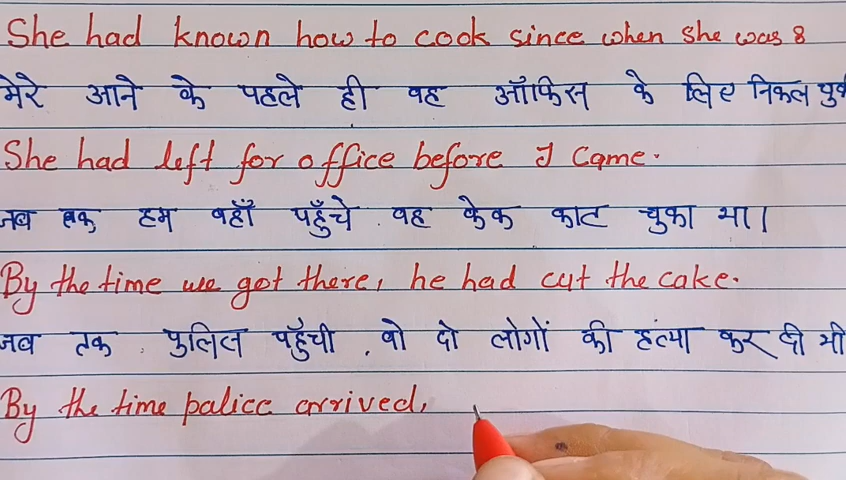 She had known how to cook since when she was 8
मेरे आने के पहले ही वह ऑफिस के लिए निकल
She had left for office before I came.
जब तक हम वहाँ पहुँचे वह केक काट चुका था।
By the time we got there, he had cut the cake.
जब तक पुलिस पहुँची वो दो लोगों की हत्या कर दी थी
By the time palice arrived,